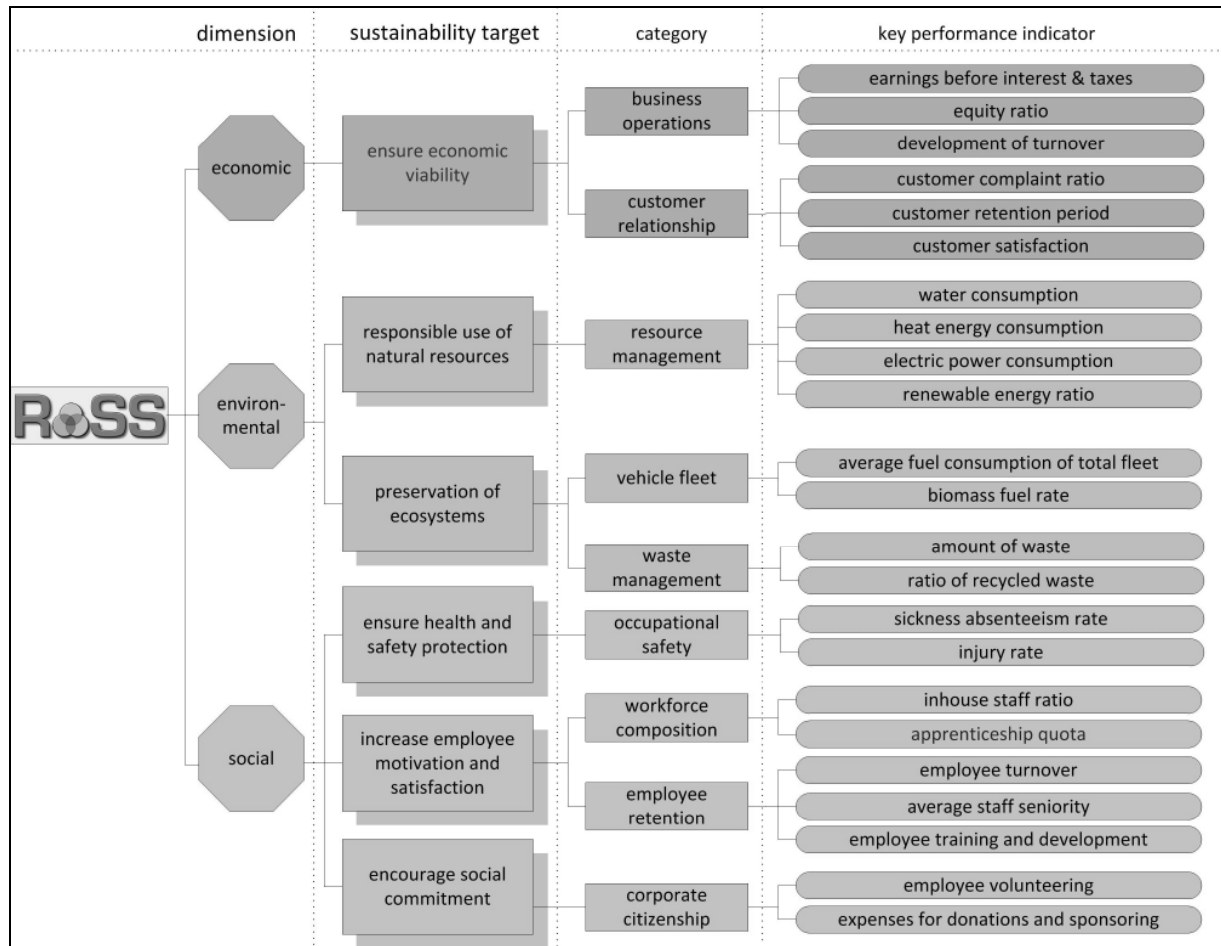 dimension
sustainability target
category
key performance indicator
RoSS
economic
ensure economic
viability
business
operations
earnings before interest & taxes
equity ratio
development of turnover
customer
relationship
customer complaint ratio
customer retention period
customer satisfaction
environ-
mental
responsible use of
natural resources
resource
management
water consumption
heat energy consumption
electric power consumption
renewable energy ratio
preservation of
ecosystems
vehicle fleet
average fuel consumption of total fleet
biomass fuel rate
waste
management
amount of waste
ratio of recycled waste
social
ensure health and
safety protection
occupational
safety
sickness absenteeism rate
injury rate
increase employee
motivation and
satisfaction
workforce
composition
inhouse staff ratio
apprenticeship quota
employee
retention
employee turnover
average staff seniority
employee training and development
encourage social
commitment
corporate
citizenship
employee volunteering
expenses for donations and sponsoring